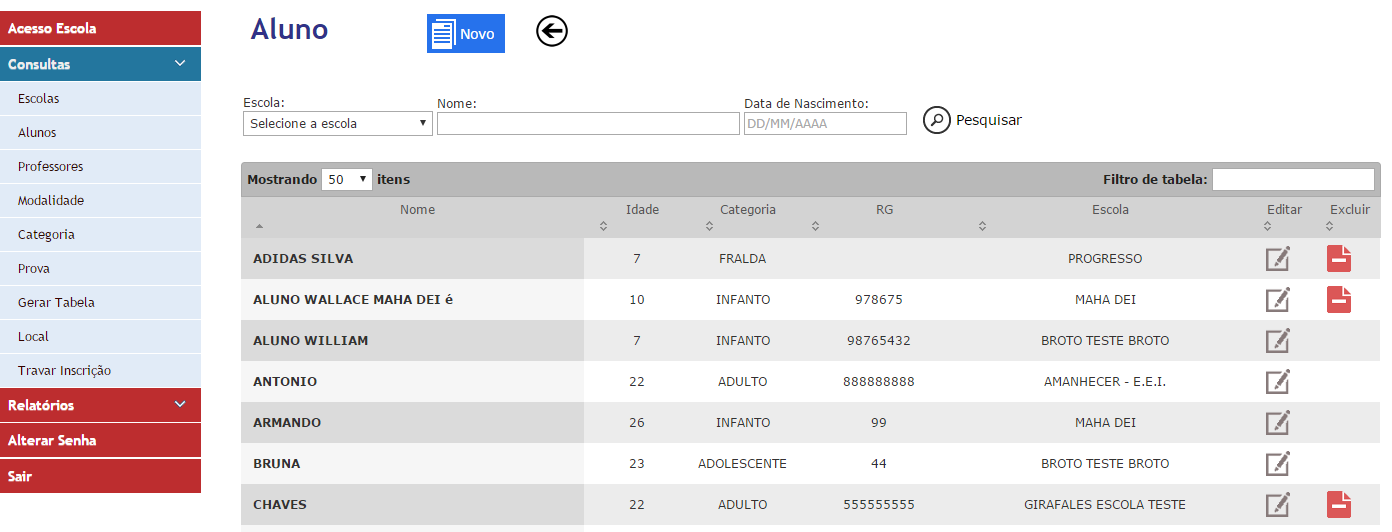 Acesso Escola
Consultas
Escolas
Alunos
Professores
Modalidade
Categoria
Prova
Gerar Tabela
Local
Travar Inscrição
Relatórios
Alterar Senha
Sair
Aluno Novo
Escola: Nome: Data de Nascimento:
Selecione a escola DD/MM/AAAA Pesquisar
Mostrando 50 itens Filtro de tabela:
Nome Idade Categoria RG Escola Editar Excluir
ADIDAS SILVA 7 FRALDA PROGRESSO
ALUNO WALLACE MAHA DEI é 10 INFANTO 978675 MAHA DEI
ALUNO WILLIAM 7 INFANTO 98765432 BROTO TESTE BROTO
ANTONIO 22 ADULTO 888888888 AMANHECER - E.E.I.
ARMANDO 26 INFANTO 99 MAHA DEI
BRUNA 23 ADOLESCENTE 44 BROTO TESTE BROTO
CHAVES 22 ADULTO 555555555 GIRAFALES ESCOLA TESTE